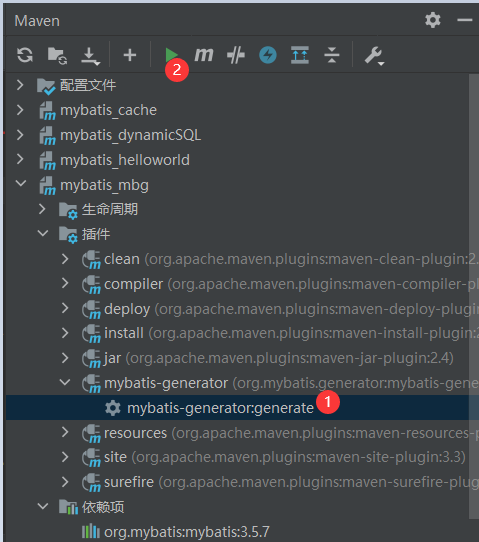 Maven
m
2
配置文件
mybatis_cache
mybatis_dynamicSQL
mybatis_helloworld
mybatis_mbg
生命周期
插件
clean (org.apache.maven.plugins:maven-clean-plugin:2.
compiler (org.apache.maven.plugins:maven-compiler-pl
deploy (org.apache.maven.plugins:maven-deploy-plugin
install (org.apache.maven.plugins:maven-install-plugin:2
jar (org.apache.maven.plugins:maven-jar-plugin:2.4)
mybatis-generator (org.mybatis.generator:mybatis-gene
mybatis-generator:generate 1
resources (org.apache.maven.plugins:maven-resources-p
site (org.apache.maven.plugins:maven-site-plugin:3.3)
surefire (org.apache.maven.plugins:maven-surefire-plug
依赖项
org.mybatis:mybatis:3.5.7